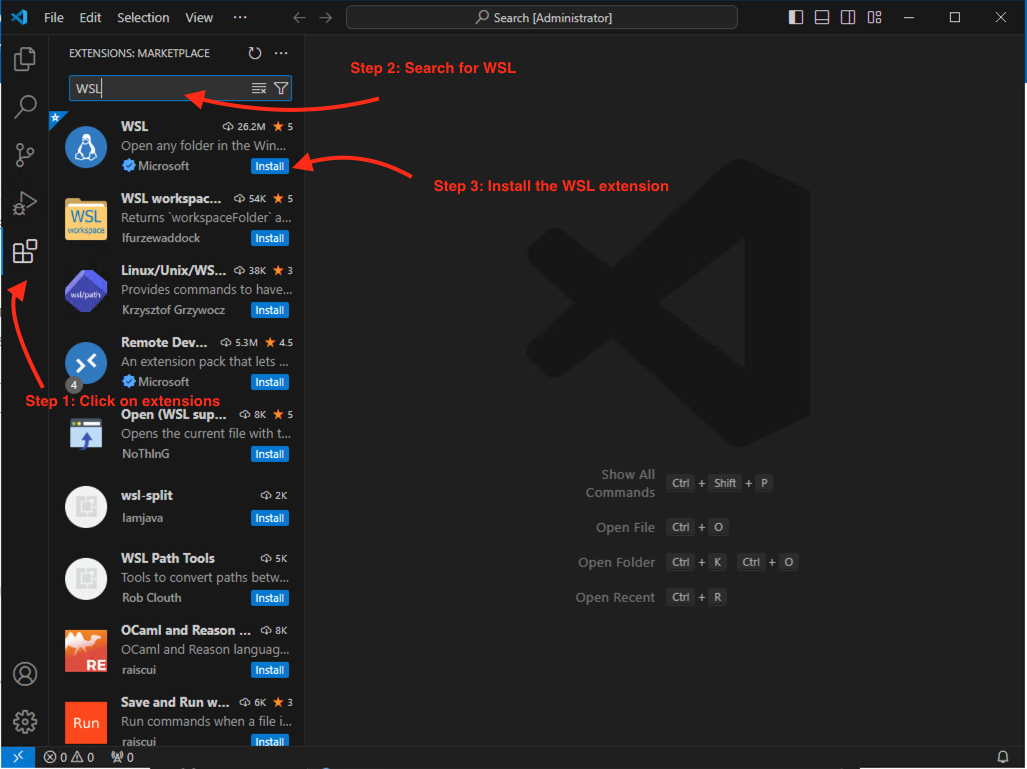 File Edit Selection View ··· Search [Administrator]
EXTENSIONS: MARKETPLACE
Step 2: Search for WSL
WSL
WSL 26.2M 5
Open any folder in the Win...
Microsoft Install
Step 3: Install the WSL extension
WSL workspac... 54K 5
Returns `workspaceFolder` a...
lfurzewaddock Install
WSL
workspace
Linux/Unix/WS... 38K 3
Provides commands to have...
Krzysztof Grzywocz Install
wsl/path
Remote Dev... 5.3M 4.5
An extension pack that lets ...
Microsoft Install
4
Step 1: Click on extensions
Open (WSL sup... 8K 5
Opens the current file with t...
NoThInG Install
wsl-split 2K
lamjava Install
WSL Path Tools 5K
Tools to convert paths betw...
Rob Clouth Install
OCaml and Reason ... 8K
OCaml and Reason languag...
raiscui Install
RE
Save and Run w... 6K 3
Run commands when a file i...
raiscui Install
Run
Show All
Commands Ctrl + Shift + P
Open File Ctrl + O
Open Folder Ctrl + K Ctrl + O
Open Recent Ctrl + R
0 0 0